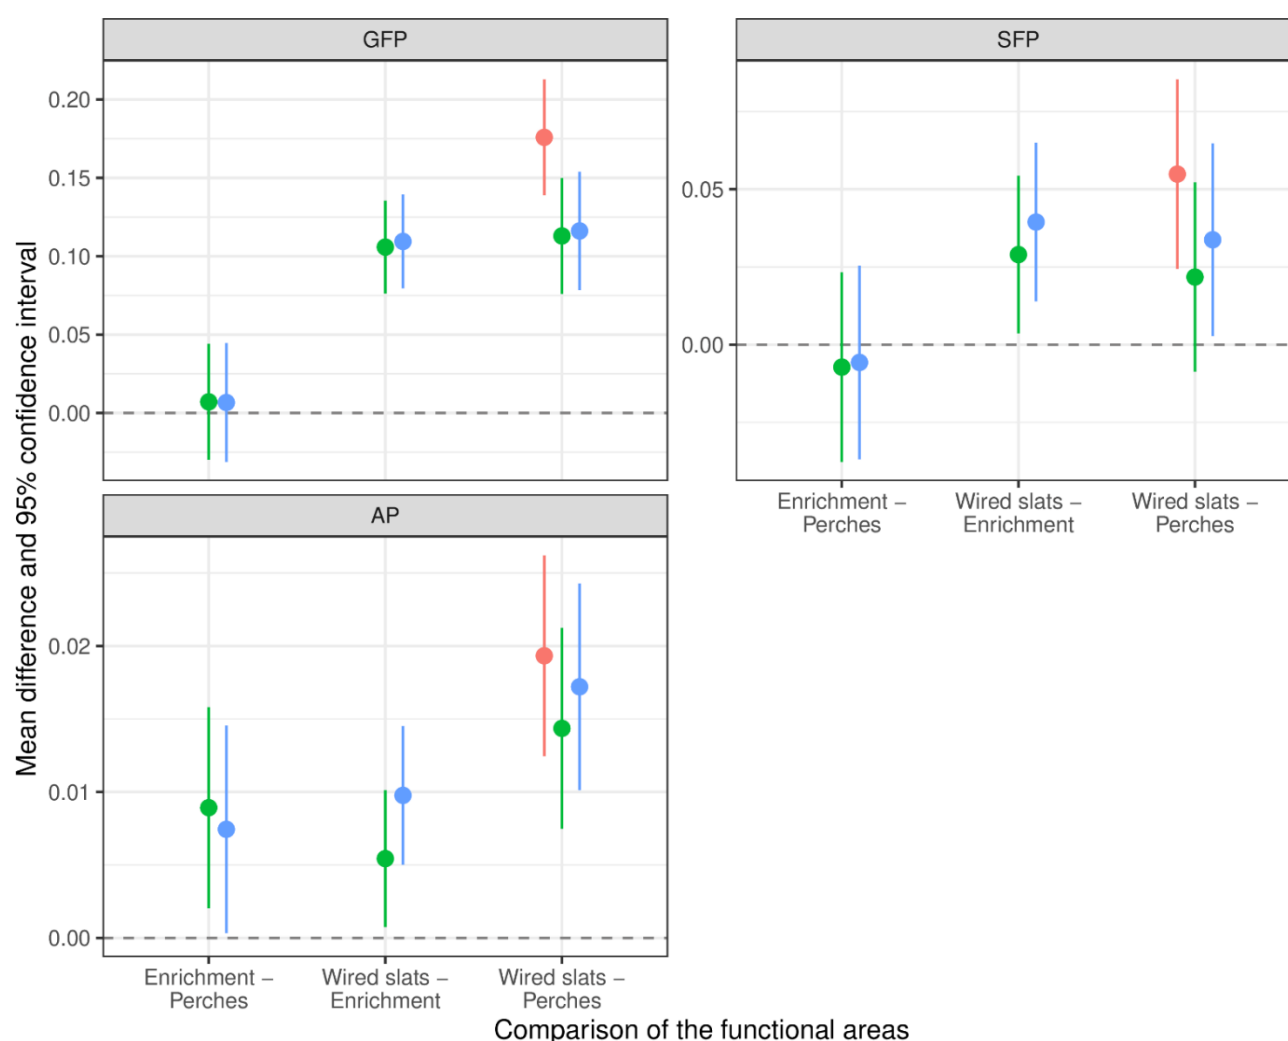 GFP
SFP
0.20
0.15
0.10
0.05
0.00
0.05
0.00
Enrichment –
Perches
Wired slats –
Enrichment
Wired slats –
Perches
AP
0.02
0.01
0.00
Enrichment –
Perches
Wired slats –
Enrichment
Wired slats –
Perches
Mean difference and 95% confidence interval
Comparison of the functional areas